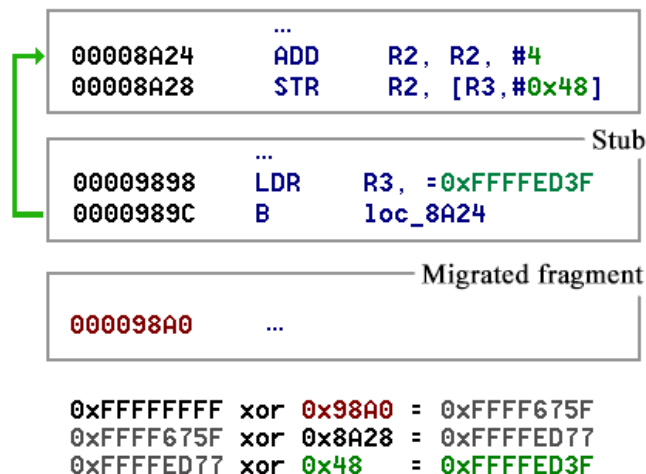 ...
00008A24 ADD R2, R2, #4
00008A28 STR R2, [R3,#0x48]
Stub
...
00009898 LDR R3, =0xFFFFED3F
0000989C B loc_8A24
Migrated fragment
000098A0 ...
0xFFFFFFFF xor 0x98A0 = 0xFFFF675F
0xFFFF675F xor 0x8A28 = 0xFFFFED77
0xFFFFED77 xor 0x48 = 0xFFFFED3F